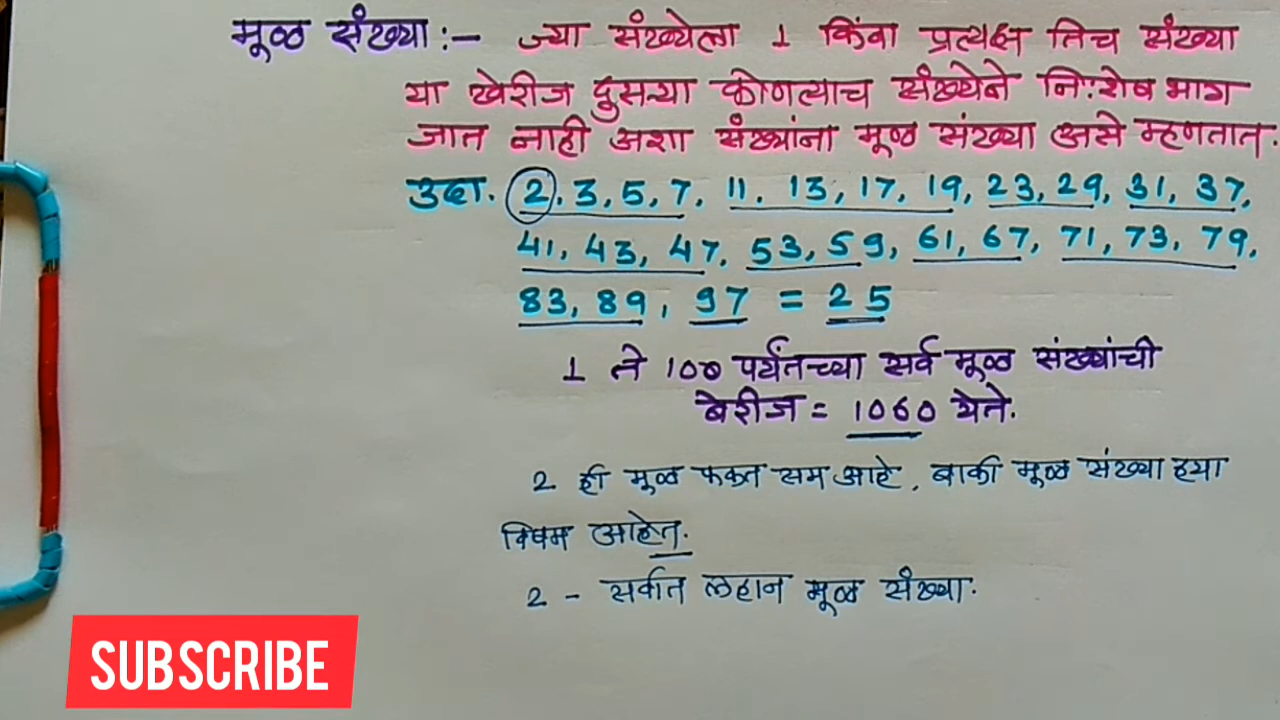 मूळ संख्या :- ज्या संख्येला 1 किंवा प्रत्यक्ष तिच संख्या
या खेरीज दुसऱ्या कोणत्याच संख्येने नि:शेष भाग
जात नाही अशा संख्यांना मूळ संख्या असे म्हणतात.
उदा. 2, 3, 5, 7, 11, 13, 17, 19, 23, 29, 31, 37,
41, 43, 47, 53, 59, 61, 67, 71, 73, 79,
83, 89, 97 = 25
1 ते 100 पर्यंतच्या सर्व मूळ संख्यांची
बेरीज = 1060 येते.
2 ही मूळ फक्त सम आहे, बाकी मूळ संख्या ह्या
विषम आहेत.
2 - सर्वात लहान मूळ संख्या.
SUBSCRIBE